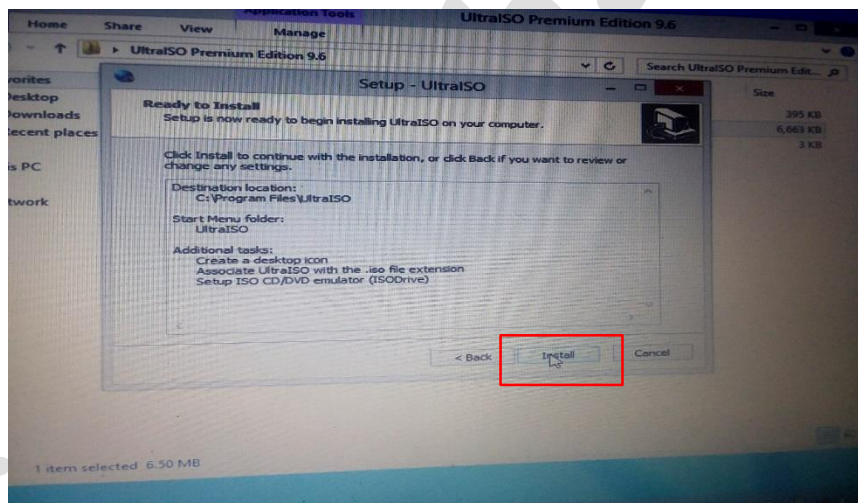 Application Tools
UltraISO Premium Edition 9.6
Home Share View Manage
UltraISO Premium Edition 9.6
Search UltraISO Premium Edit...
Setup - UltraISO
Size
vorites
Desktop
Downloads
Recent places
is PC
twork
395 KB
6,663 KB
3 KB
Ready to Install
Setup is now ready to begin installing UltraISO on your computer.
Click Install to continue with the installation, or click Back if you want to review or
change any settings.
Destination location:
C:\Program Files\UltraISO
Start Menu folder:
UltraISO
Additional tasks:
Create a desktop icon
Associate UltraISO with the .iso file extension
Setup ISO CD/DVD emulator (ISODrive)
< Back Install Cancel
1 item selected 6.50 MB